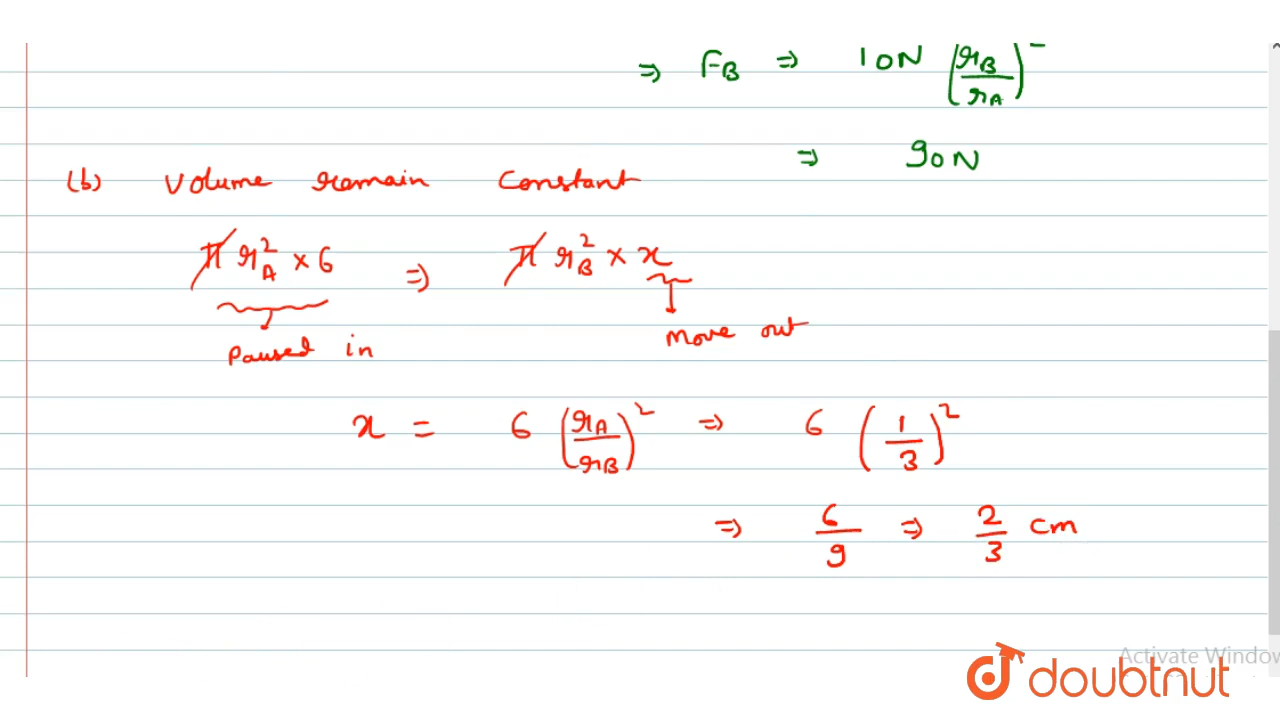 ⇒ F_B ⇒ 10N (r_B/r_A)^2
⇒ 90N
(b) Volume remain Constant
π r_A^2 × 6 ⇒ π r_B^2 × x
Paused in
Move out
x = 6 (r_A/r_B)^2 ⇒ 6 (1/3)^2
⇒ 6/9 ⇒ 2/3 cm
Activate Window
doubtnut